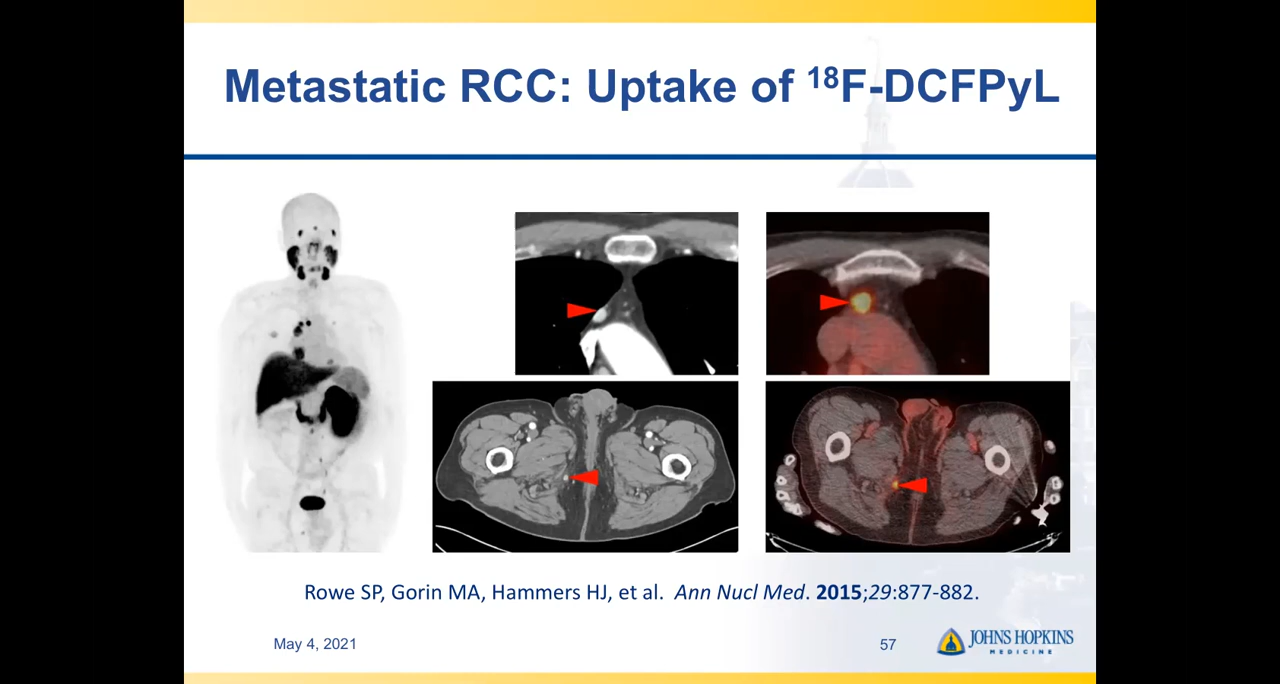 Metastatic RCC: Uptake of ¹⁸F-DCFPyL
Rowe SP, Gorin MA, Hammers HJ, et al. Ann Nucl Med. 2015;29:877-882.
May 4, 2021
57
JOHNS HOPKINS
MEDICINE